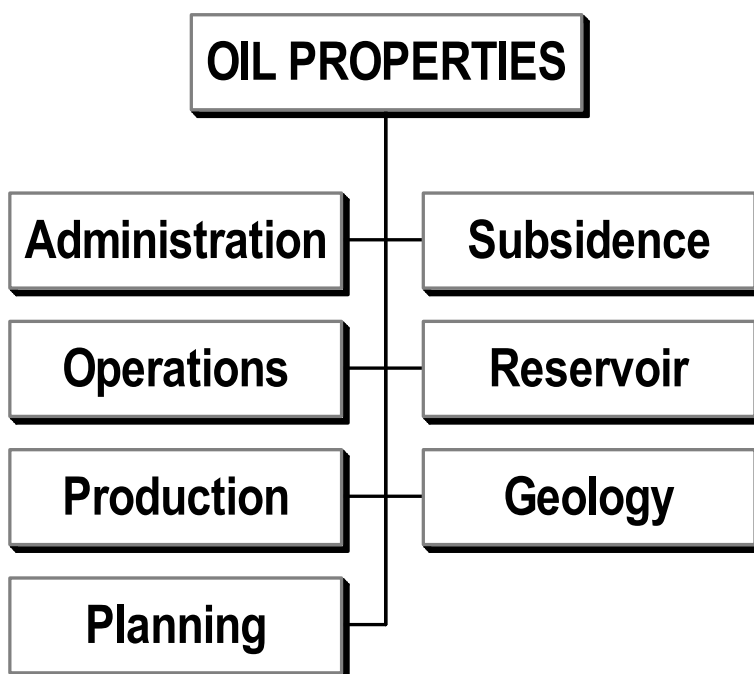 OIL PROPERTIES
Administration
Subsidence
Operations
Reservoir
Production
Geology
Planning